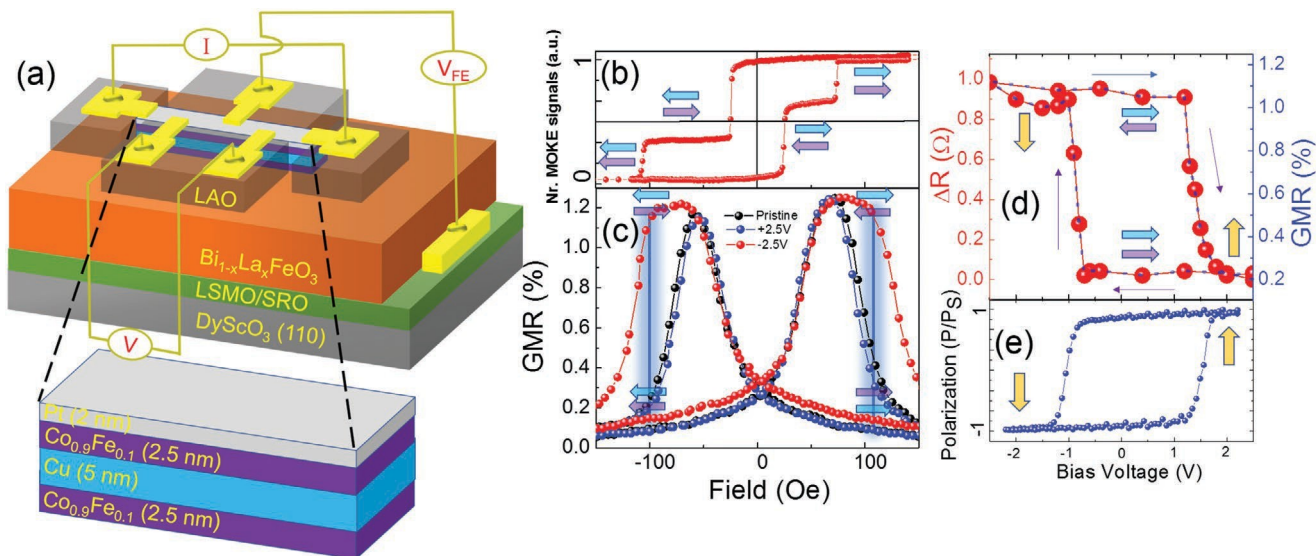 (a)
I
V_FE
LAO
Bi₁₋ₓLaₓFeO₃
LSMO/SRO
DyScO₃ (110)
V
Pt (2 nm)
Co₀.₉Fe₀.₁ (2.5 nm)
Cu (5 nm)
Co₀.₉Fe₀.₁ (2.5 nm)
(b)
Nr. MOKE signals (a.u.)
1
0
(c)
Pristine
+2.5V
-2.5V
GMR (%)
1.2
1.0
0.8
0.6
0.4
0.2
0.0
-100 0 100
Field (Oe)
(d)
ΔR (Ω)
1.0
0.8
0.6
0.4
0.2
0.0
GMR (%)
1.2
1.0
0.8
0.6
0.4
0.2
(e)
Polarization (P/Ps)
1
-1
-2 -1 0 1 2
Bias Voltage (V)